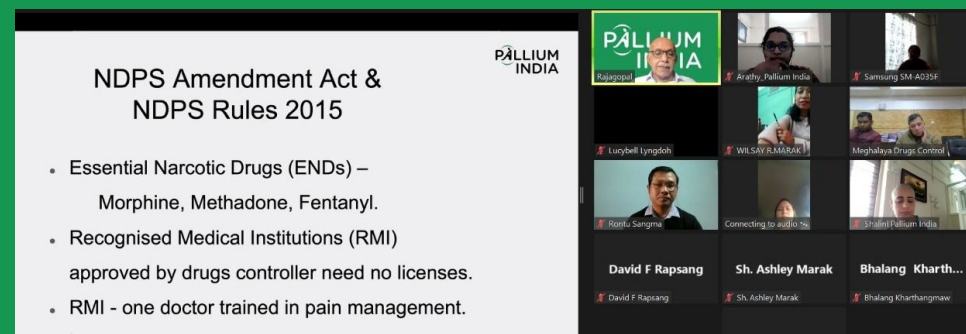 PALLIUM
INDIA
NDPS Amendment Act &
NDPS Rules 2015
• Essential Narcotic Drugs (ENDs) –
Morphine, Methadone, Fentanyl.
• Recognised Medical Institutions (RMI)
approved by drugs controller need no licenses.
• RMI - one doctor trained in pain management.
PALLIUM
INDIA
Rajagopal
Arathy_Pallium India
Samsung SM-A035F
Lucybell Lyngdoh
WILSAY R.MARAK
Meghalaya Drugs Control
Rontu Sangma
Connecting to audio
Shalini Pallium India
David F Rapsang
Sh. Ashley Marak
Bhalang Kharth...
David F Rapsang
Sh. Ashley Marak
Bhalang Kharthangmaw